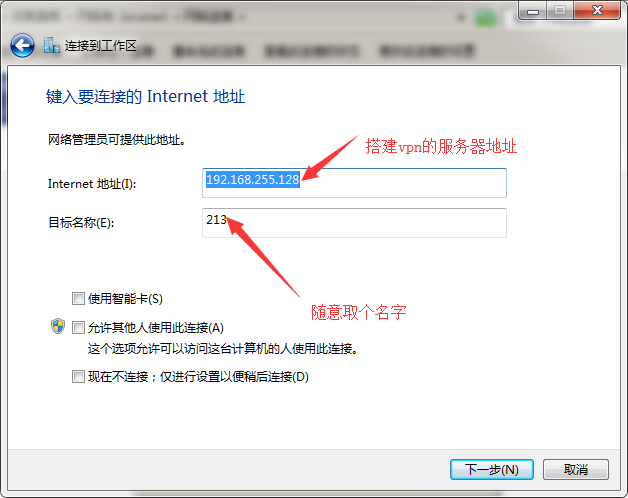 连接到工作区
键入要连接的 Internet 地址
网络管理员可提供此地址。
搭建vpn的服务器地址
Internet 地址(I):
192.168.255.128
目标名称(E):
213
随意取个名字
使用智能卡(S)
允许其他人使用此连接(A)
这个选项允许可以访问这台计算机的人使用此连接。
现在不连接；仅进行设置以便稍后连接(D)
下一步(N)
取消